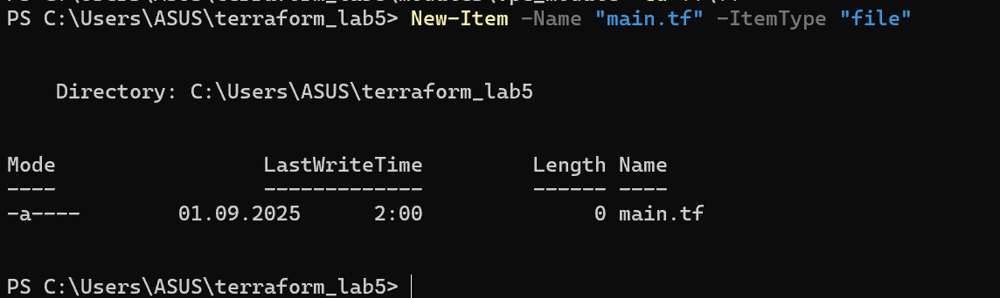 PS C:\Users\ASUS\terraform_lab5> New-Item -Name "main.tf" -ItemType "file"
Directory: C:\Users\ASUS\terraform_lab5
Mode LastWriteTime Length Name
---- ------------- ------ ----
-a---- 01.09.2025 2:00 0 main.tf
PS C:\Users\ASUS\terraform_lab5>